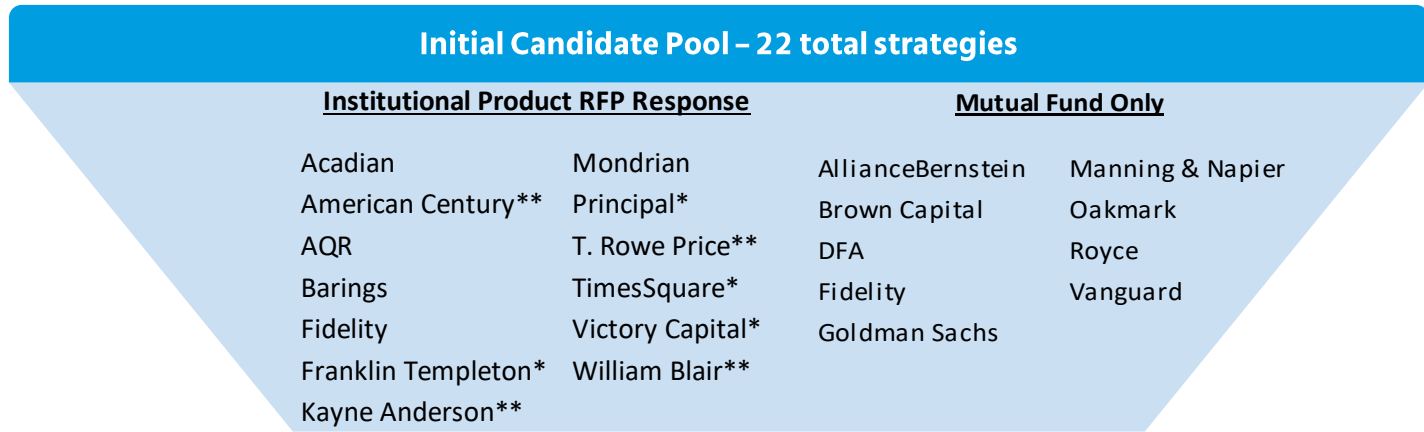 Initial Candidate Pool – 22 total strategies
Institutional Product RFP Response
Acadian
American Century**
AQR
Barings
Fidelity
Franklin Templeton*
Kayne Anderson**
Mondrian
Principal*
T. Rowe Price**
TimesSquare*
Victory Capital*
William Blair**
Mutual Fund Only
AllianceBernstein
Brown Capital
DFA
Fidelity
Goldman Sachs
Manning & Napier
Oakmark
Royce
Vanguard